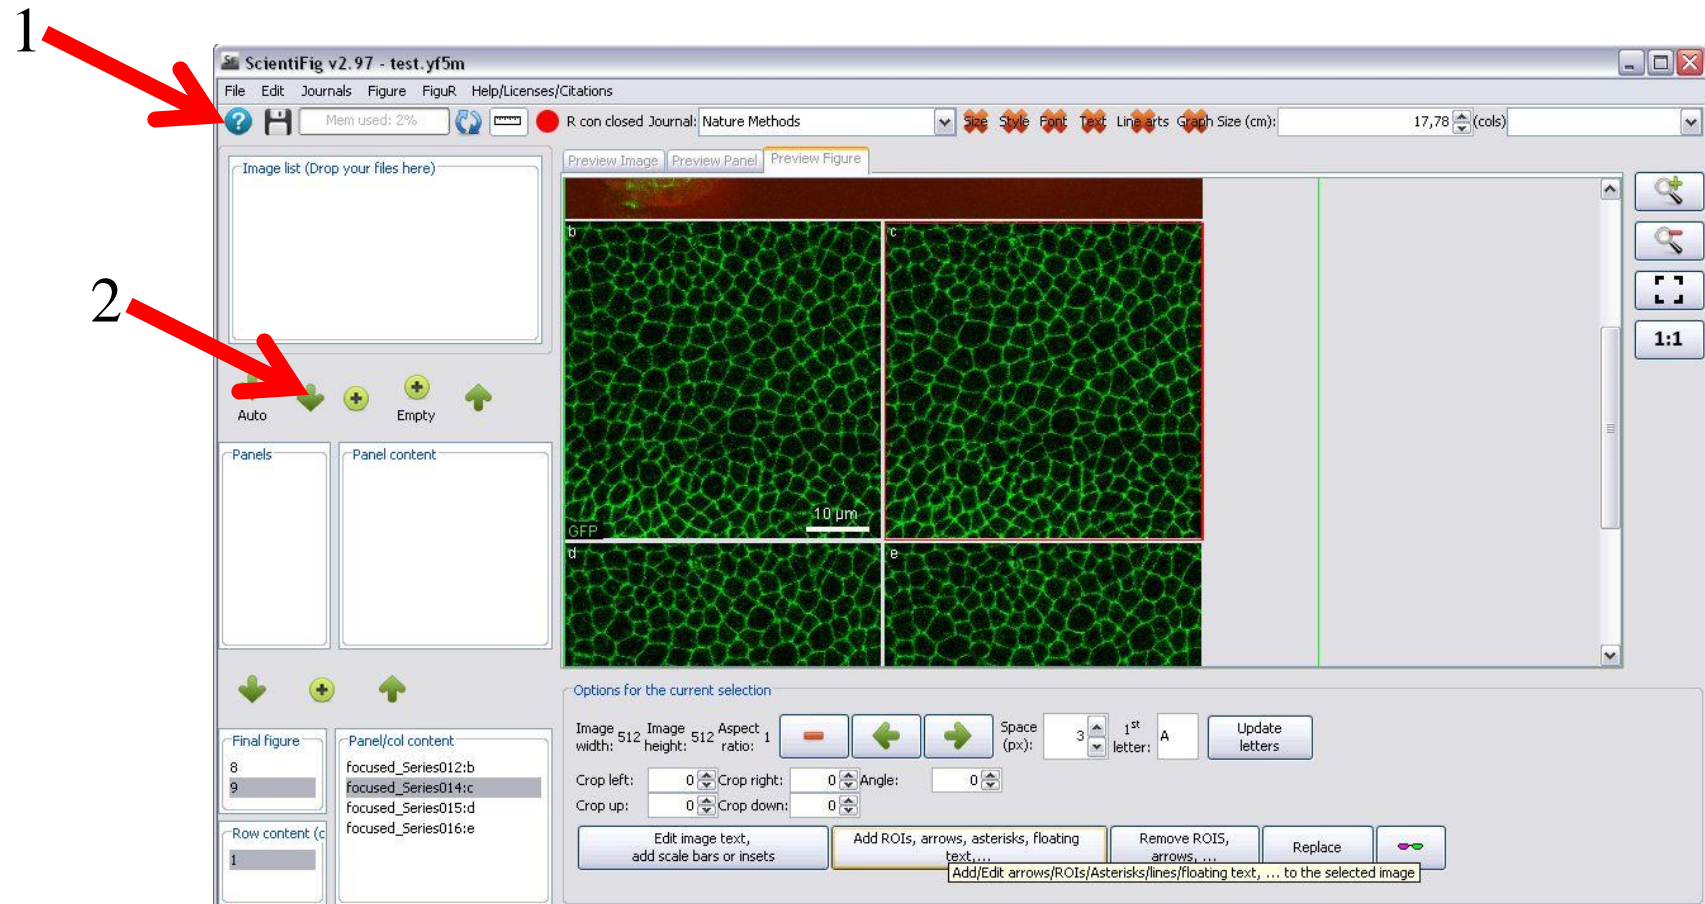 1
ScientiFig v2.97 - test.yf5m
File Edit Journals Figure FiguR Help/Licenses/Citations
Mem used: 2% R con closed Journal: Nature Methods Size Style Font Text Line arts Graph Size (cm): 17,78 (cols)
Image list (Drop your files here)
Preview Image Preview Panel Preview Figure
b c
1:1
2
Auto Empty
Panels Panel content
10 µm
GFP
d e
Options for the current selection
Image width: 512 Image height: 512 Aspect ratio: 1 Space (px): 3 1st letter: A Update letters
Final figure Panel/col content
8 focused_Series012:b
9 focused_Series014:c
focused_Series015:d
focused_Series016:e
Crop left: 0 Crop right: 0 Angle: 0
Crop up: 0 Crop down: 0
Row content (c
1
Edit image text,
add scale bars or insets
Add ROIs, arrows, asterisks, floating
text,...
Remove ROIS,
arrows, ...
Replace
Add/Edit arrows/ROIs/Asterisks/lines/floating text, ... to the selected image